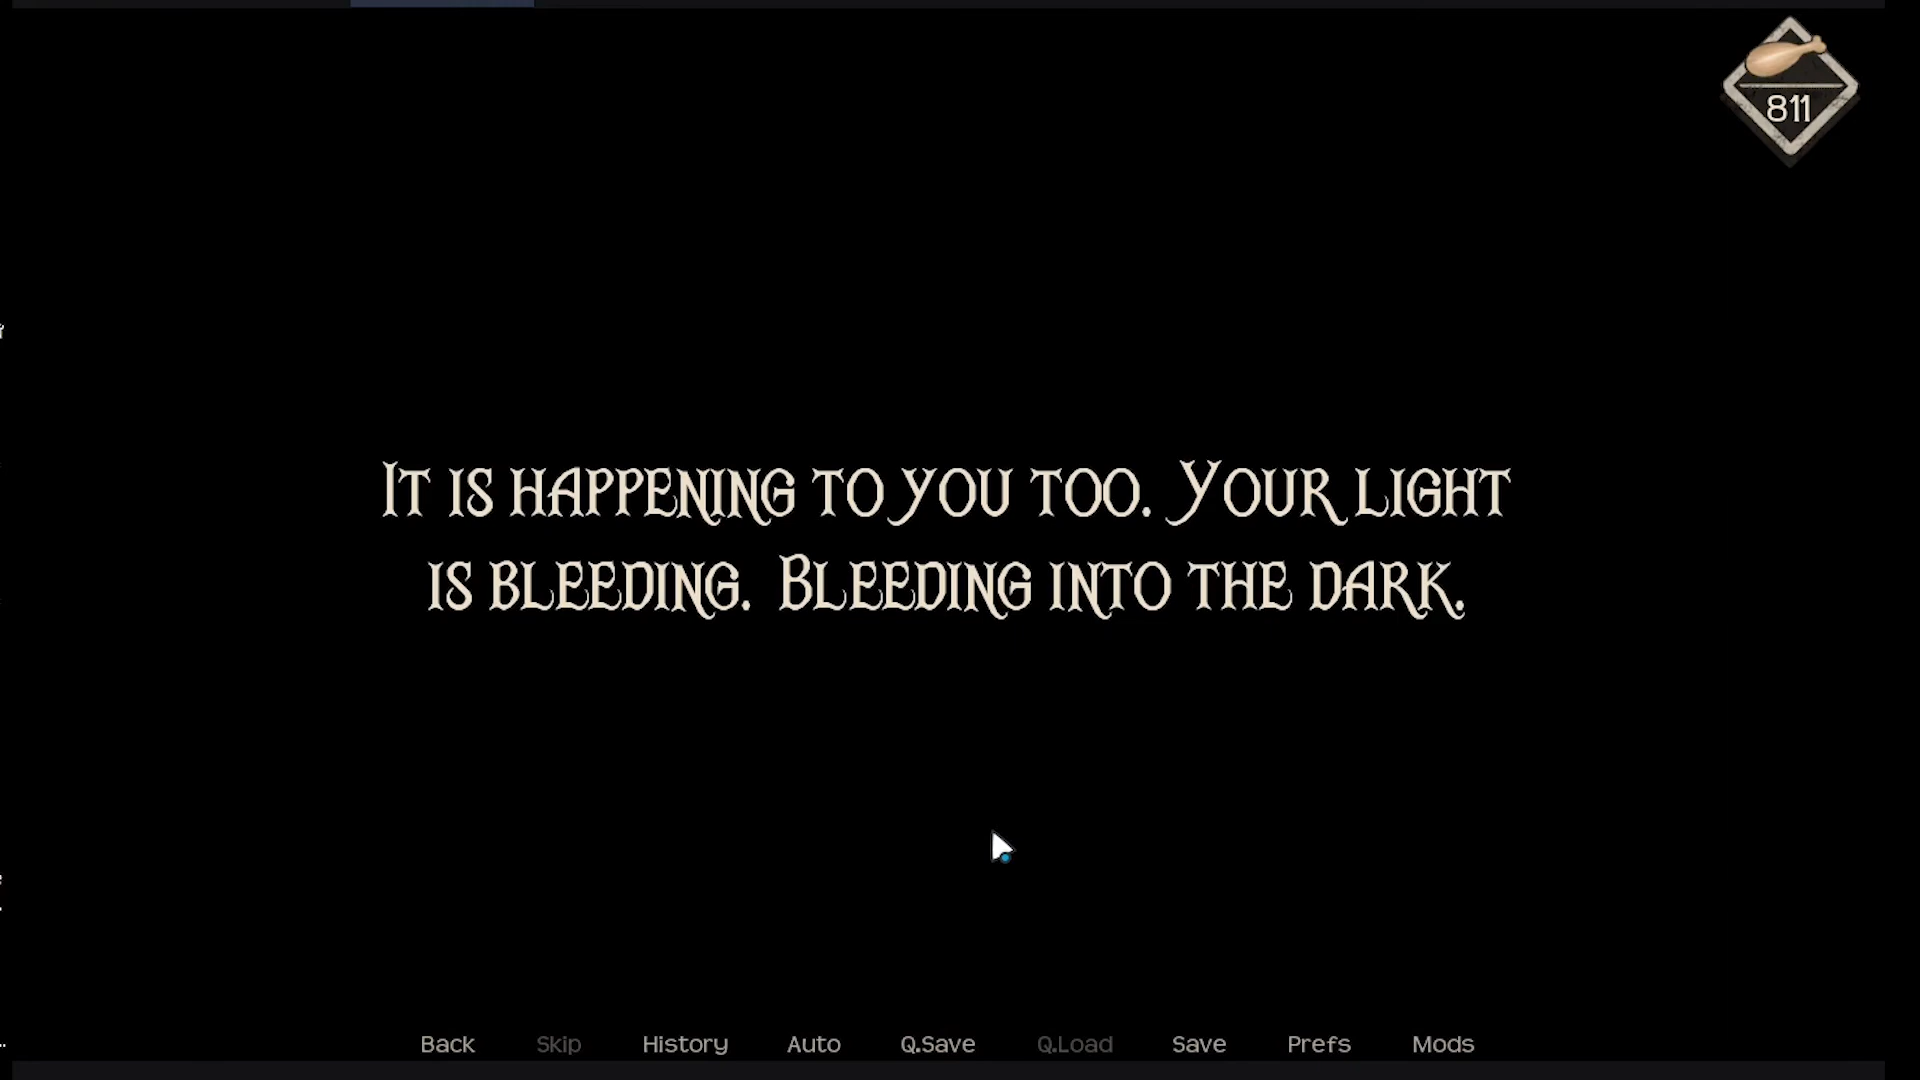 811
It is happening to you too. Your light
is bleeding. Bleeding into the dark.
Back Skip History Auto Q.Save Q.Load Save Prefs Mods